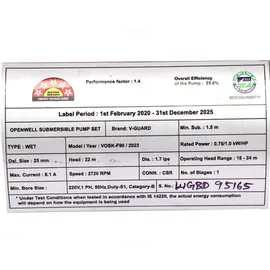 Performance factor : 1.4
Overall Efficiency
of the Pump : 25.8%
Label Period : 1st February 2020 - 31st December 2025
OPENWELL SUBMERSIBLE PUMP SET
Brand : V-GUARD
Min. Sub. : 1.5 m
TYPE : WET
Model / Year : VOSK-F90 / 2023
Rated Power : 0.75/1.0 kW/HP
Del. Size : 25 mm
Head : 22 m
Dis. : 1.7 lps
Operating Head Range : 18 - 24 m
Max. Current : 8.1 A
Speed : 2720 RPM
CONN : CSR
No. of Stages : 1
Min. Bore Size :
220V,1 PH, 50Hz,Duty-S1, Catagory-B
S. No.: WGBD 95165
* Under Test Conditions when tested in accordance with IS 14220, the actual energy consumption
will depend on how the equipment is being used